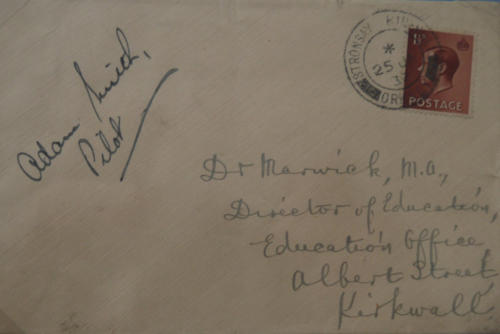 Adam Smith,
Pilot
STRONSAY
25
POSTAGE
Dr Marwick, M.A.,
Director of Education,
Education Office,
Albert Street,
Kirkwall